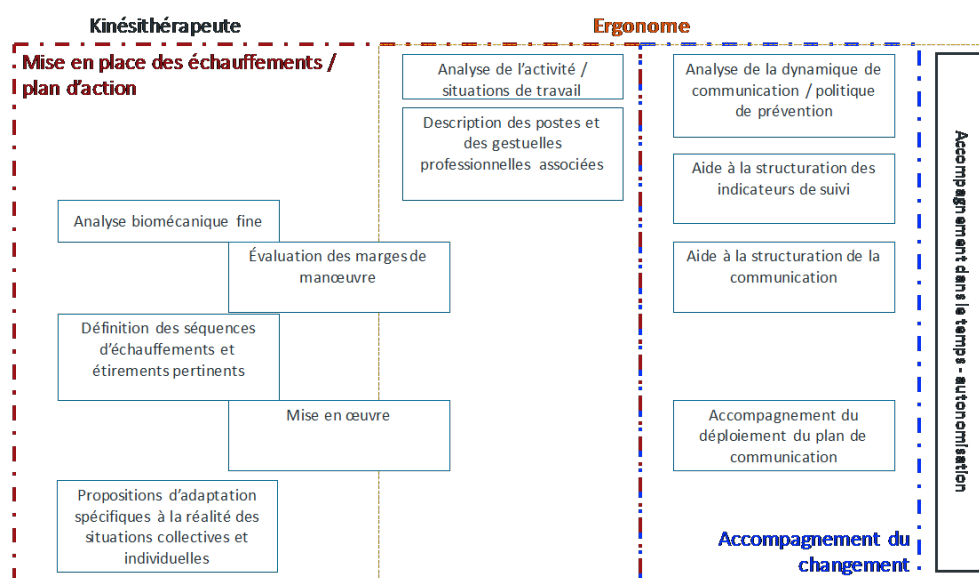 Kinésithérapeute
Ergonome
Mise en place des échauffements /
plan d'action
Analyse de l'activité /
situations de travail
Description des postes et
des gestuelles
professionnelles associées
Analyse biomécanique fine
Évaluation des marges de
manœuvre
Définition des séquences
d'échauffements et
étirements pertinents
Mise en œuvre
Propositions d'adaptation
spécifiques à la réalité des
situations collectives et
individuelles
Analyse de la dynamique de
communication / politique
de prévention
Aide à la structuration des
indicateurs de suivi
Aide à la structuration de la
communication
Accompagnement du
déploiement du plan de
communication
Accompagnement du
changement
Accompagnement dans le temps - autonomisation